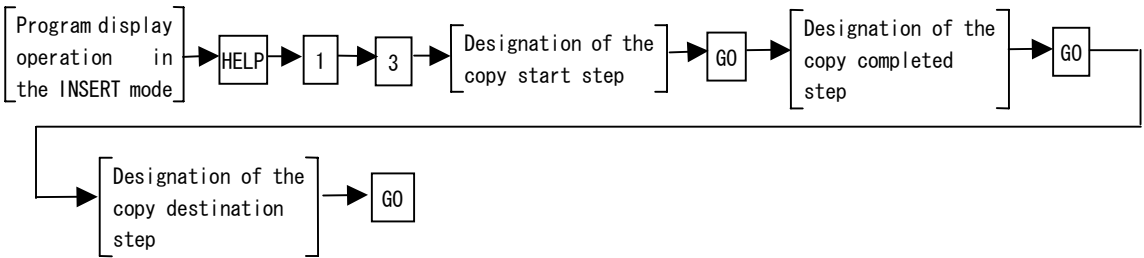 Program display
operation in
the INSERT mode
HELP
1
3
Designation of the
copy start step
GO
Designation of the
copy completed
step
GO
Designation of the
copy destination
step
GO